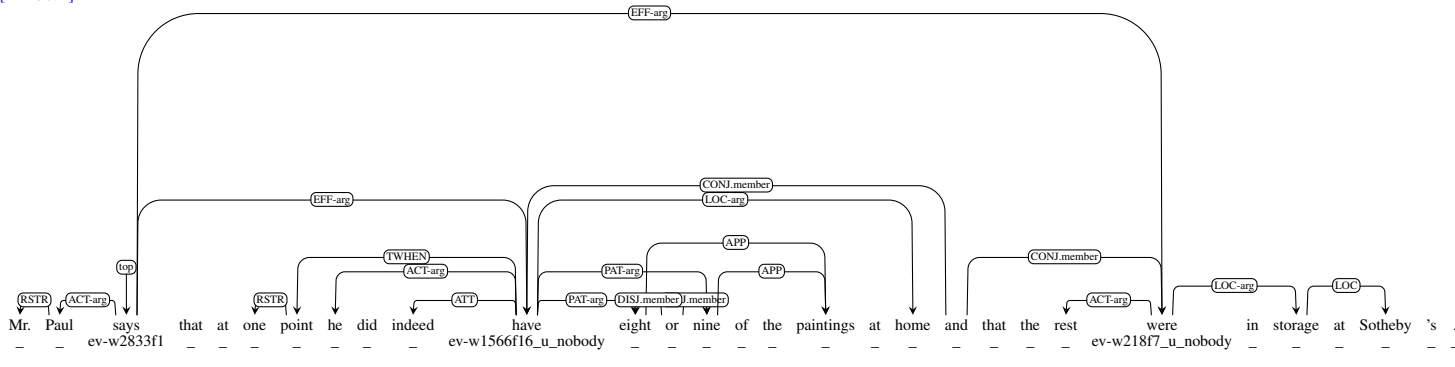 EFF-arg
CONJ.member
EFF-arg LOC-arg
APP
TWHEN CONJ.member
top ACT-arg PAT-arg APP
RSTR ACT-arg RSTR ATT PAT-arg DISJ.member J.member ACT-arg LOC-arg LOC
Mr. Paul says that at one point he did indeed have eight or nine of the paintings at home and that the rest were in storage at Sotheby 's
_ _ ev-w2833f1 _ _ _ _ _ _ _ ev-w1566f16_u_nobody _ _ _ _ _ _ _ _ _ _ _ _ ev-w218f7_u_nobody _ _ _ _ _